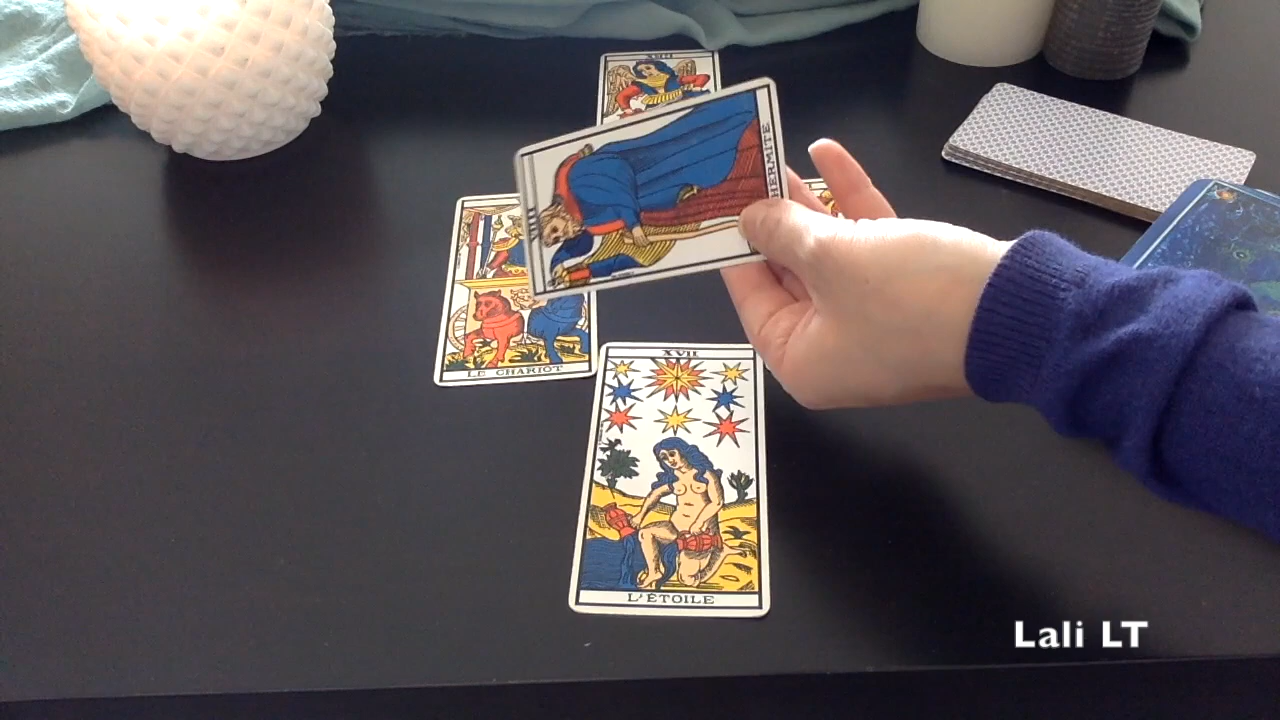 HERMITE
LE CHARIOT
XVII
L'ÉTOILE
Lali LT